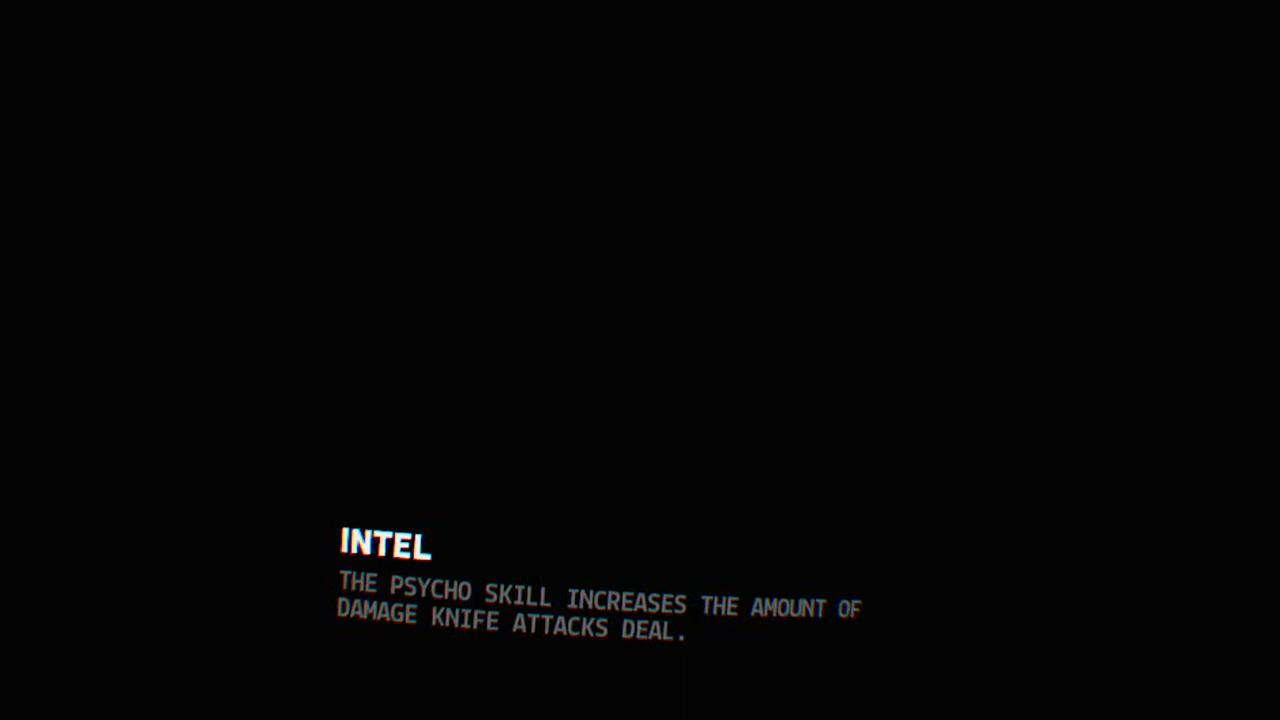 INTEL
THE PSYCHO SKILL INCREASES THE AMOUNT OF
DAMAGE KNIFE ATTACKS DEAL.